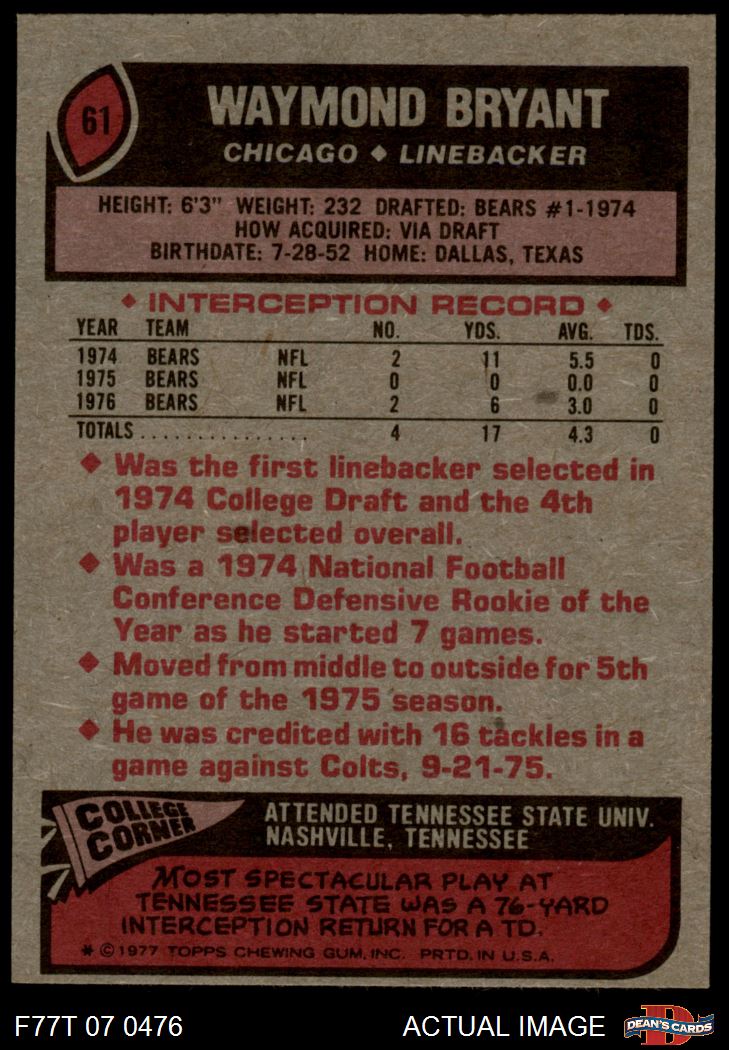 61
WAYMOND BRYANT
CHICAGO ♦ LINEBACKER
HEIGHT: 6'3" WEIGHT: 232 DRAFTED: BEARS #1-1974
HOW ACQUIRED: VIA DRAFT
BIRTHDATE: 7-28-52 HOME: DALLAS, TEXAS
♦ INTERCEPTION RECORD ♦
YEAR TEAM NO. YDS. AVG. TDS.
1974 BEARS NFL 2 11 5.5 0
1975 BEARS NFL 0 0 0.0 0
1976 BEARS NFL 2 6 3.0 0
TOTALS ................ 4 17 4.3 0
♦ Was the first linebacker selected in
1974 College Draft and the 4th
player selected overall.
♦ Was a 1974 National Football
Conference Defensive Rookie of the
Year as he started 7 games.
♦ Moved from middle to outside for 5th
game of the 1975 season.
♦ He was credited with 16 tackles in a
game against Colts, 9-21-75.
COLLEGE
CORNER
ATTENDED TENNESSEE STATE UNIV.
NASHVILLE, TENNESSEE
MOST SPECTACULAR PLAY AT
TENNESSEE STATE WAS A 76-YARD
INTERCEPTION RETURN FOR A TD.
* © 1977 TOPPS CHEWING GUM, INC. PRTD. IN U.S.A.
F77T 07 0476 ACTUAL IMAGE
D
DEAN'S CARDS